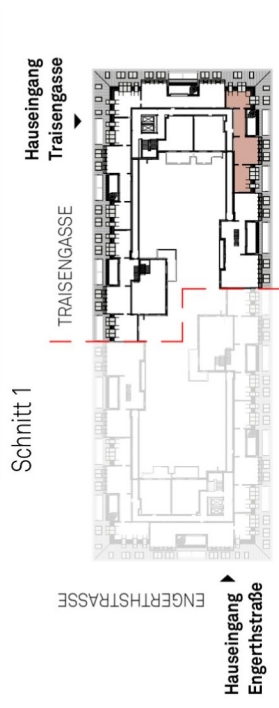 Schnitt 1
Hauseingang
Traisengasse
TRAISENGASSE
ENGERTHSTRASSE
Hauseingang
Engerthstraße